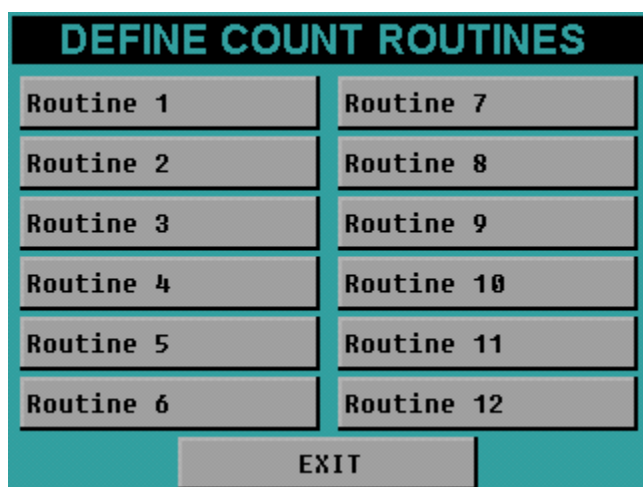 DEFINE COUNT ROUTINES
Routine 1
Routine 2
Routine 3
Routine 4
Routine 5
Routine 6
Routine 7
Routine 8
Routine 9
Routine 10
Routine 11
Routine 12
EXIT